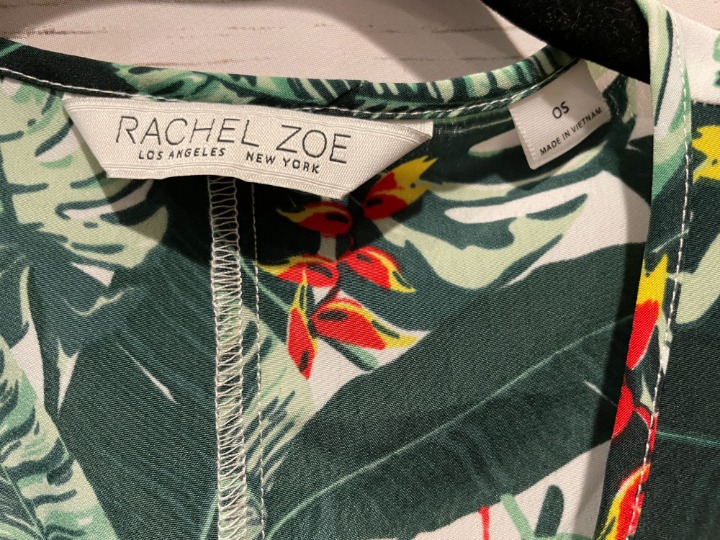 RACHEL ZOE
LOS ANGELES NEW YORK
OS
MADE IN VIETNAM